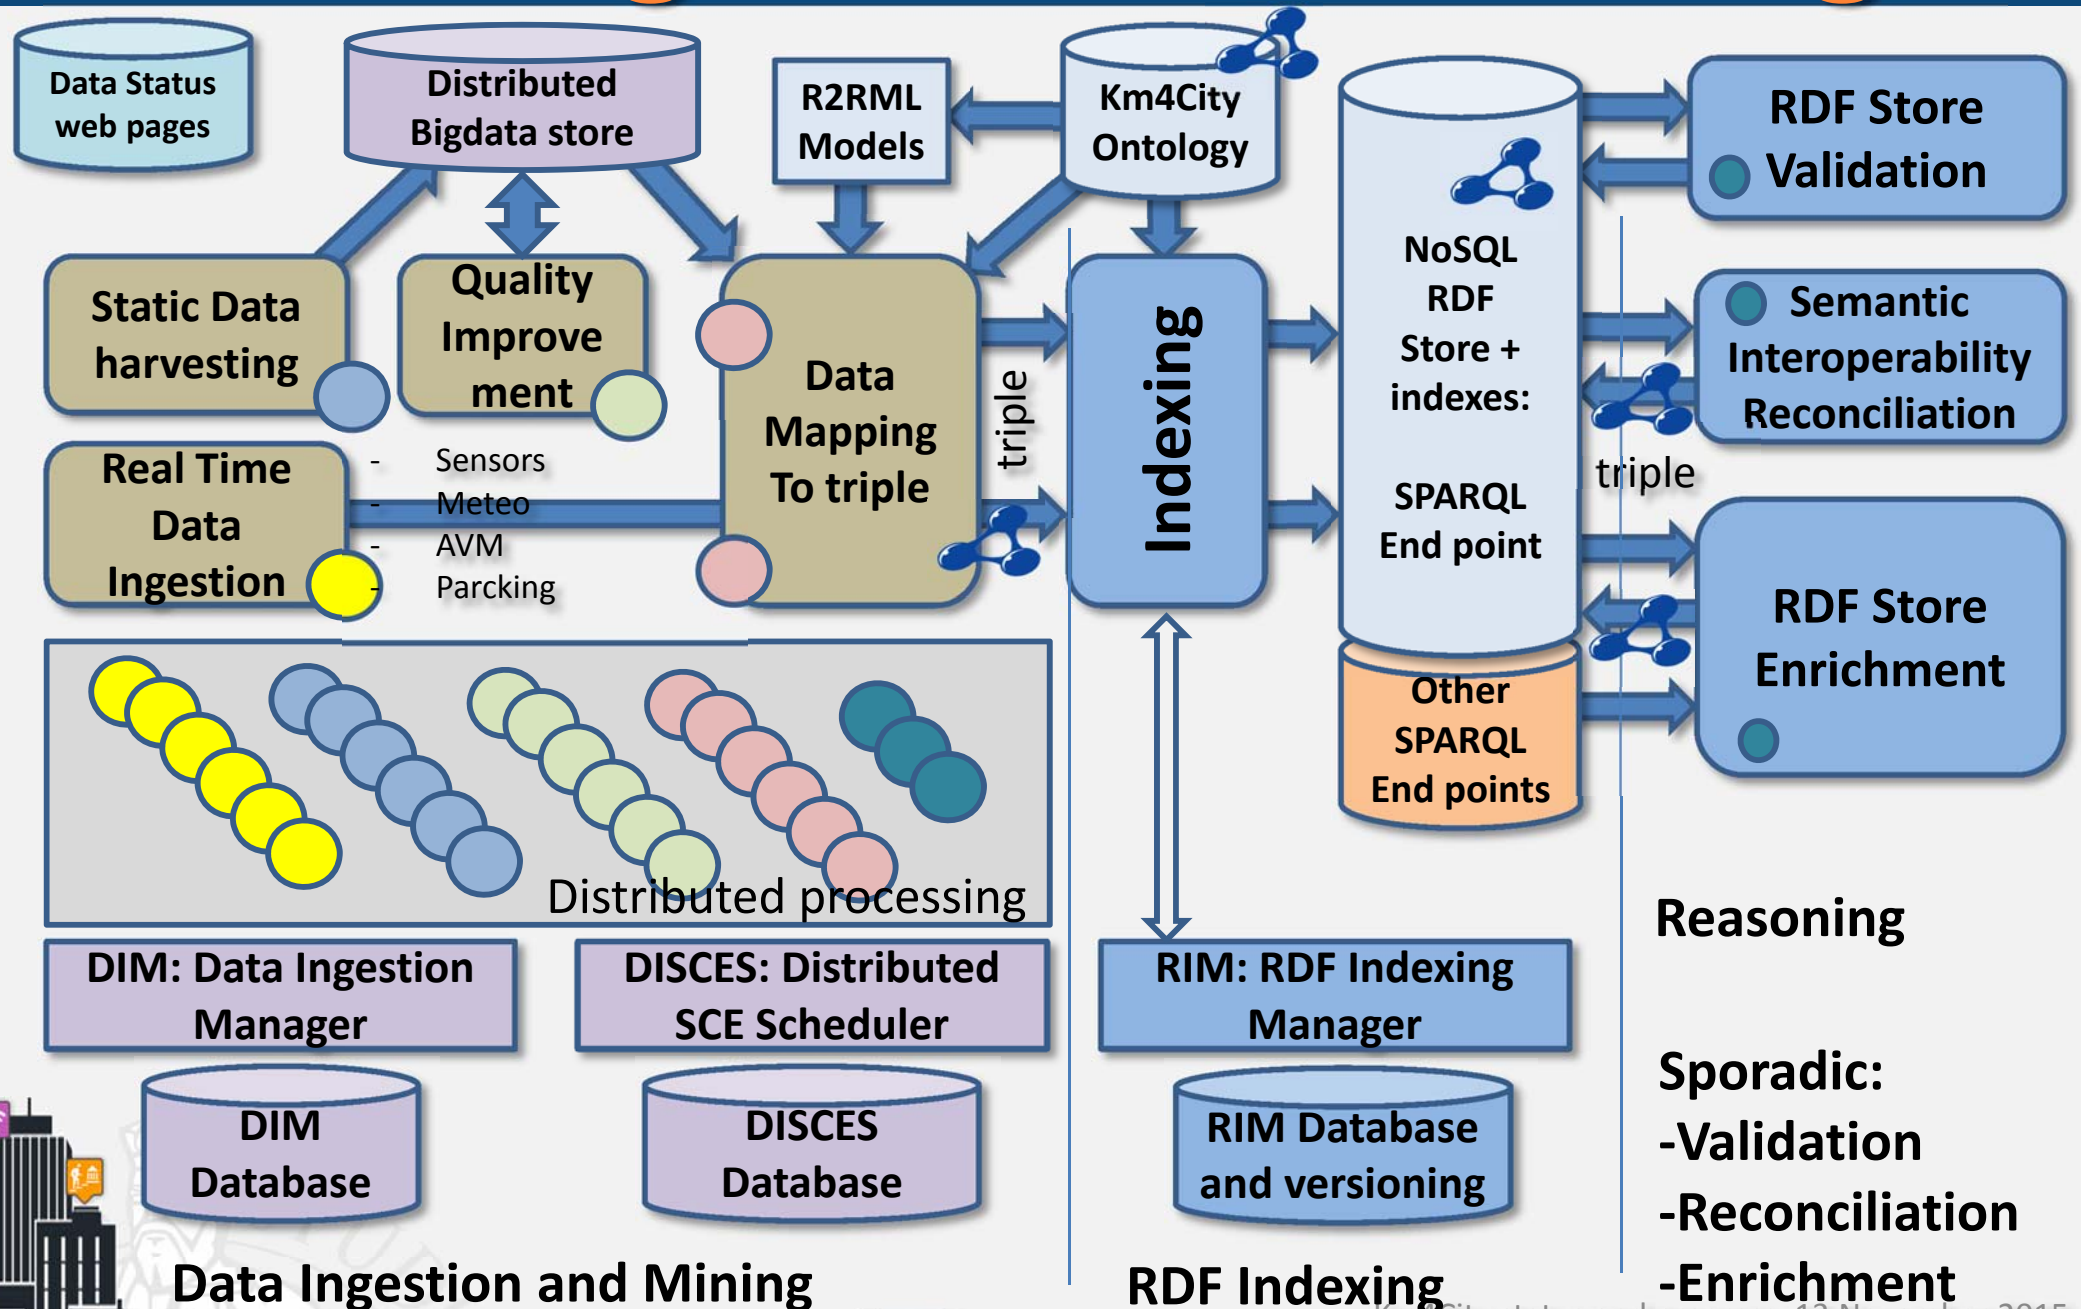 Data Status
web pages
Distributed
Bigdata store
R2RML
Models
Km4City
Ontology
RDF Store
Validation
Static Data
harvesting
Quality
Improve
ment
Data
Mapping
To triple
triple
Indexing
NoSQL
RDF
Store +
indexes:
SPARQL
End point
Semantic
Interoperability
Reconciliation
triple
Real Time
Data
Ingestion
- Sensors
- Meteo
- AVM
- Parcking
RDF Store
Enrichment
Other
SPARQL
End points
Distributed processing
DIM: Data Ingestion
Manager
DISCES: Distributed
SCE Scheduler
RIM: RDF Indexing
Manager
DIM
Database
DISCES
Database
RIM Database
and versioning
Reasoning
Sporadic:
-Validation
-Reconciliation
-Enrichment
Data Ingestion and Mining
RDF Indexing
2015